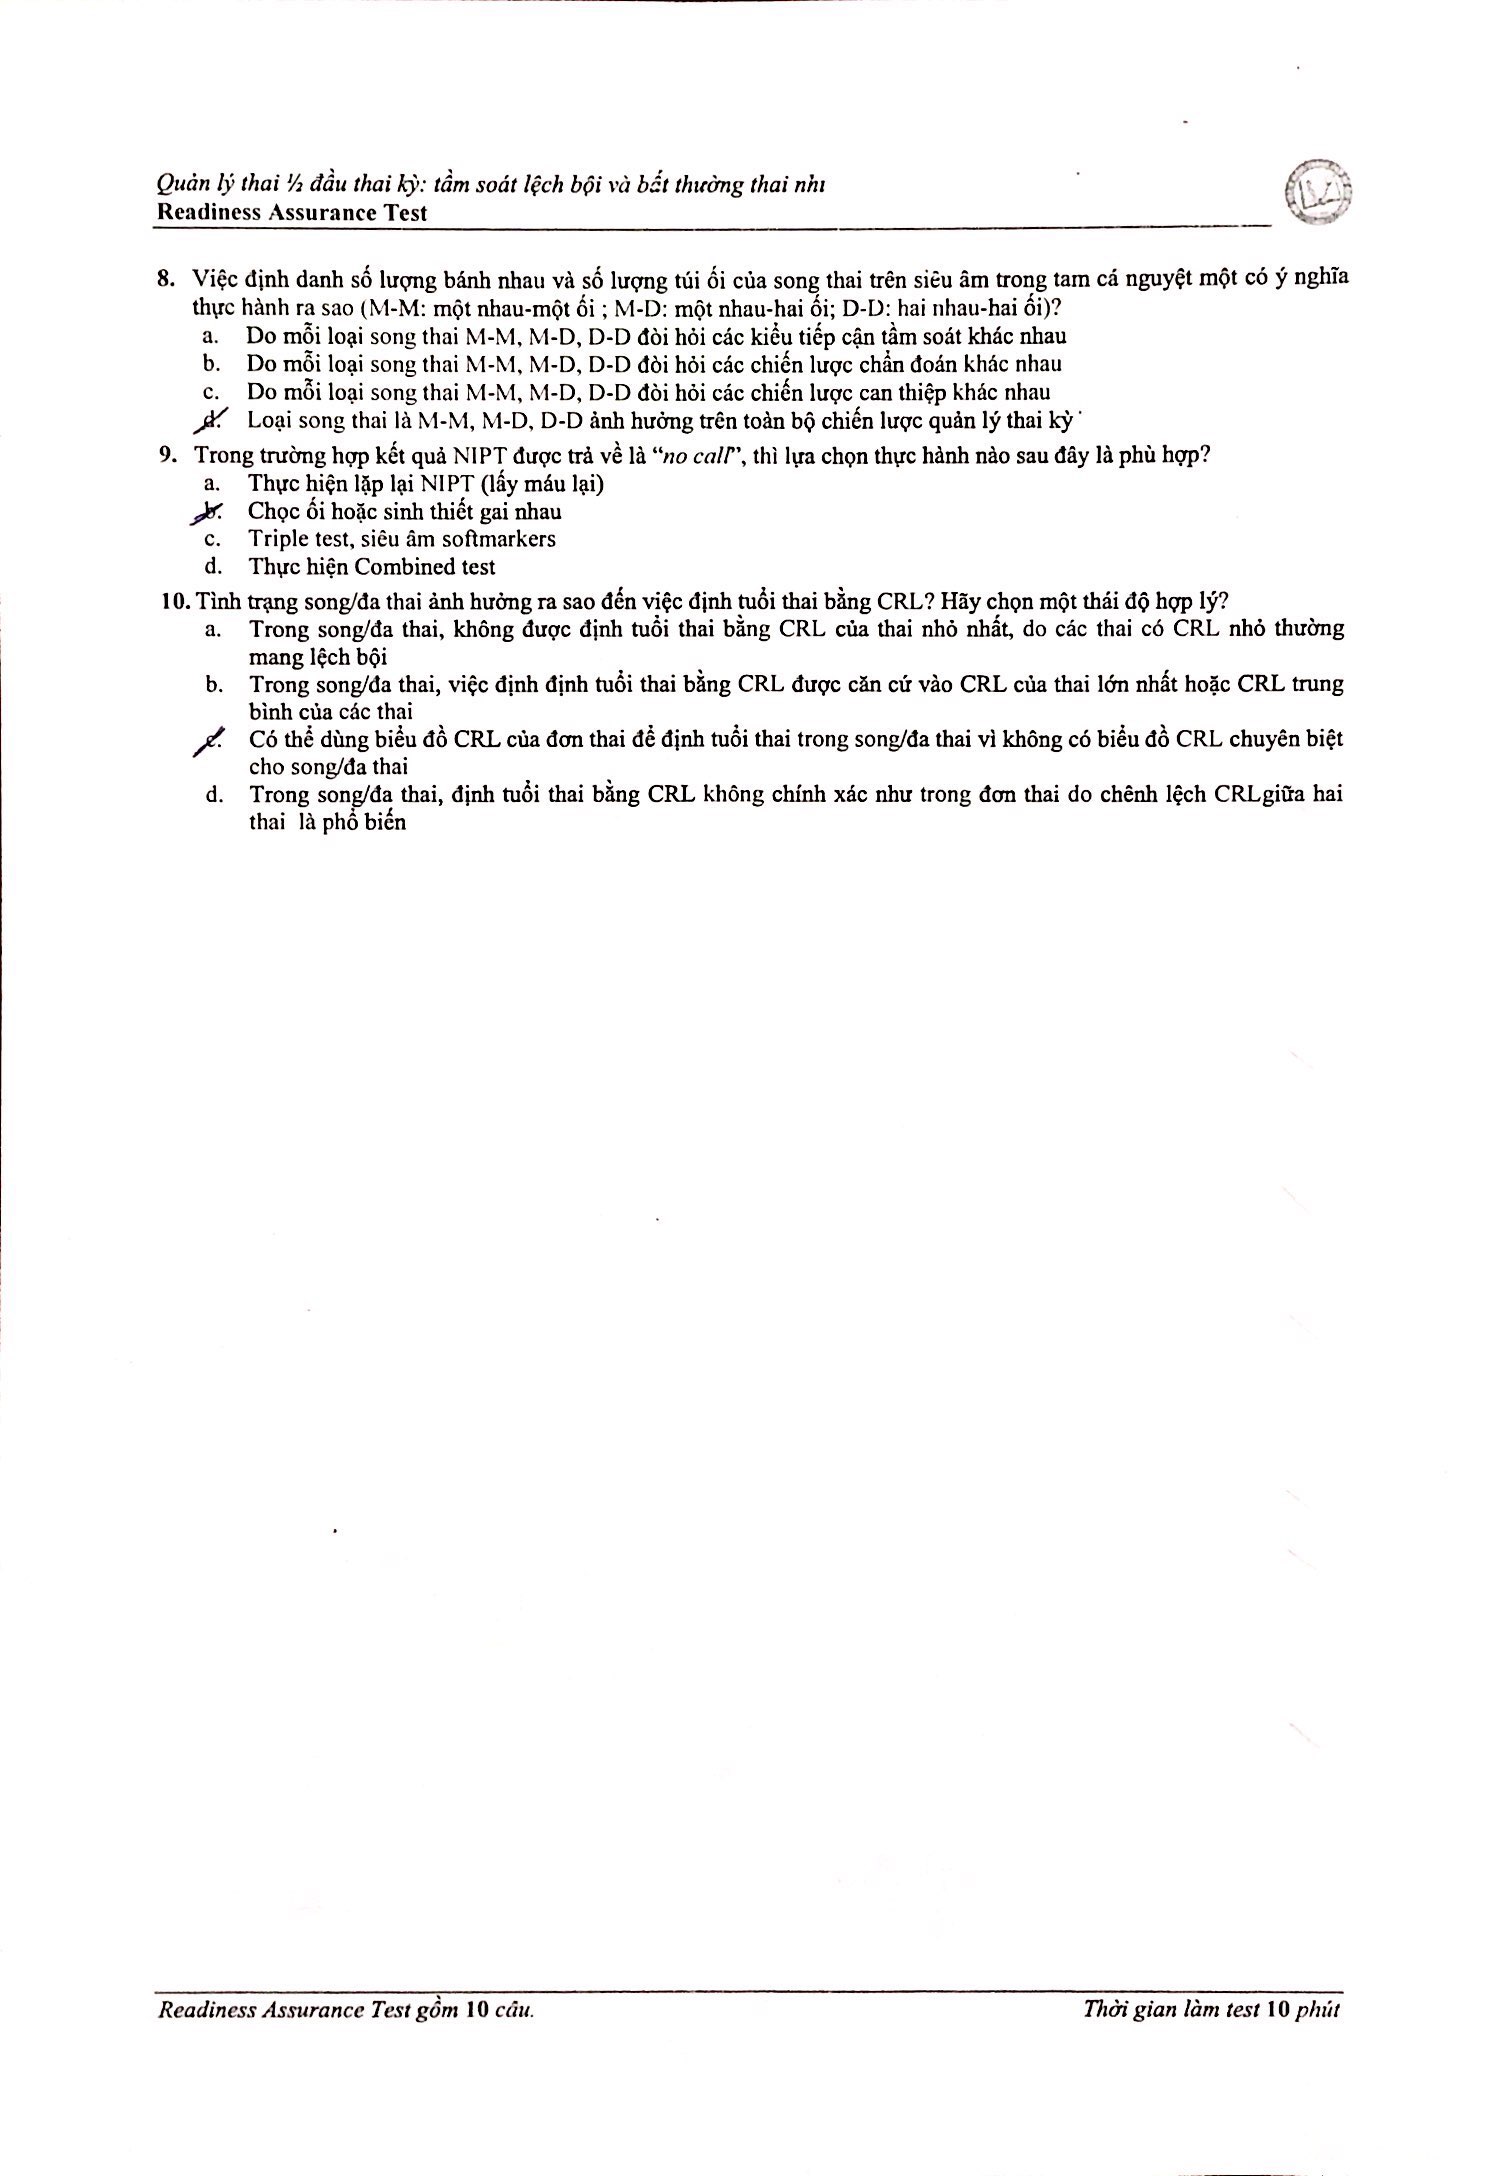 Quản lý thai ½ đầu thai kỳ: tầm soát lệch bội và bất thường thai nhi
Readiness Assurance Test
8. Việc định danh số lượng bánh nhau và số lượng túi ối của song thai trên siêu âm trong tam cá nguyệt một có ý nghĩa
thực hành ra sao (M-M: một nhau-một ối ; M-D: một nhau-hai ối; D-D: hai nhau-hai ối)?
a. Do mỗi loại song thai M-M, M-D, D-D đòi hỏi các kiểu tiếp cận tầm soát khác nhau
b. Do mỗi loại song thai M-M, M-D, D-D đòi hỏi các chiến lược chẩn đoán khác nhau
c. Do mỗi loại song thai M-M, M-D, D-D đòi hỏi các chiến lược can thiệp khác nhau
d. Loại song thai là M-M, M-D, D-D ảnh hưởng trên toàn bộ chiến lược quản lý thai kỳ
9. Trong trường hợp kết quả NIPT được trả về là “no call”, thì lựa chọn thực hành nào sau đây là phù hợp?
a. Thực hiện lặp lại NIPT (lấy máu lại)
b. Chọc ối hoặc sinh thiết gai nhau
c. Triple test, siêu âm softmarkers
d. Thực hiện Combined test
10. Tình trạng song/đa thai ảnh hưởng ra sao đến việc định tuổi thai bằng CRL? Hãy chọn một thái độ hợp lý?
a. Trong song/đa thai, không được định tuổi thai bằng CRL của thai nhỏ nhất, do các thai có CRL nhỏ thường
mang lệch bội
b. Trong song/đa thai, việc định định tuổi thai bằng CRL được căn cứ vào CRL của thai lớn nhất hoặc CRL trung
bình của các thai
c. Có thể dùng biểu đồ CRL của đơn thai để định tuổi thai trong song/đa thai vì không có biểu đồ CRL chuyên biệt
cho song/đa thai
d. Trong song/đa thai, định tuổi thai bằng CRL không chính xác như trong đơn thai do chênh lệch CRLgiữa hai
thai là phổ biến
Readiness Assurance Test gồm 10 câu. Thời gian làm test 10 phút